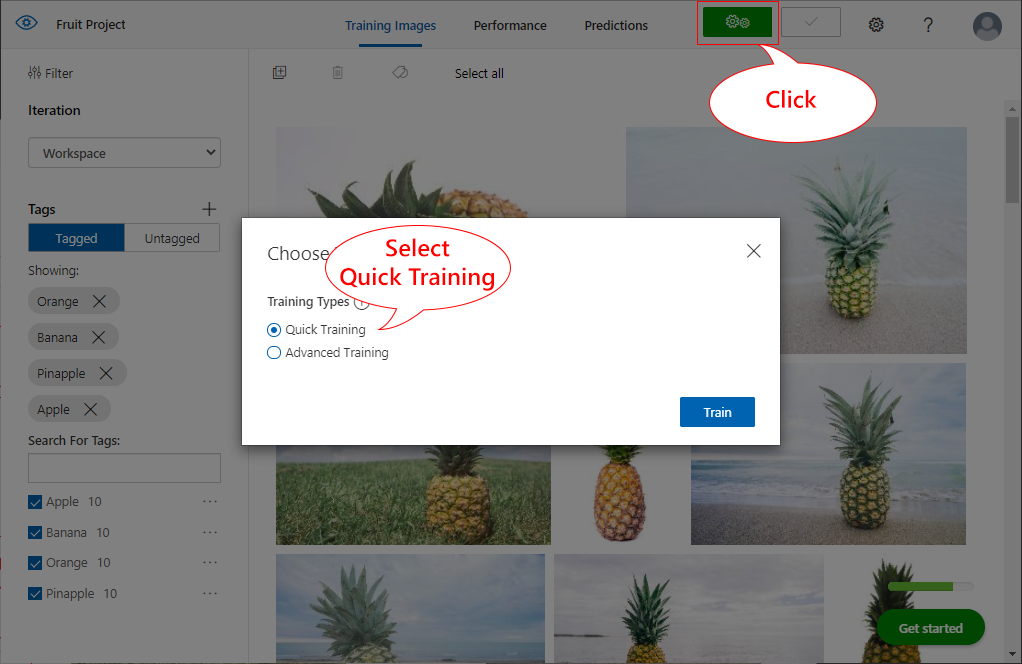 Fruit Project
Training Images
Performance
Predictions
?
Filter
Select all
Click
Iteration
Workspace
Tags
Tagged
Untagged
Showing:
Orange
Banana
Pinapple
Apple
Search For Tags:
Apple 10
Banana 10
Orange 10
Pinapple 10
Choose
Select
Quick Training
Training Types
Quick Training
Advanced Training
Train
Get started